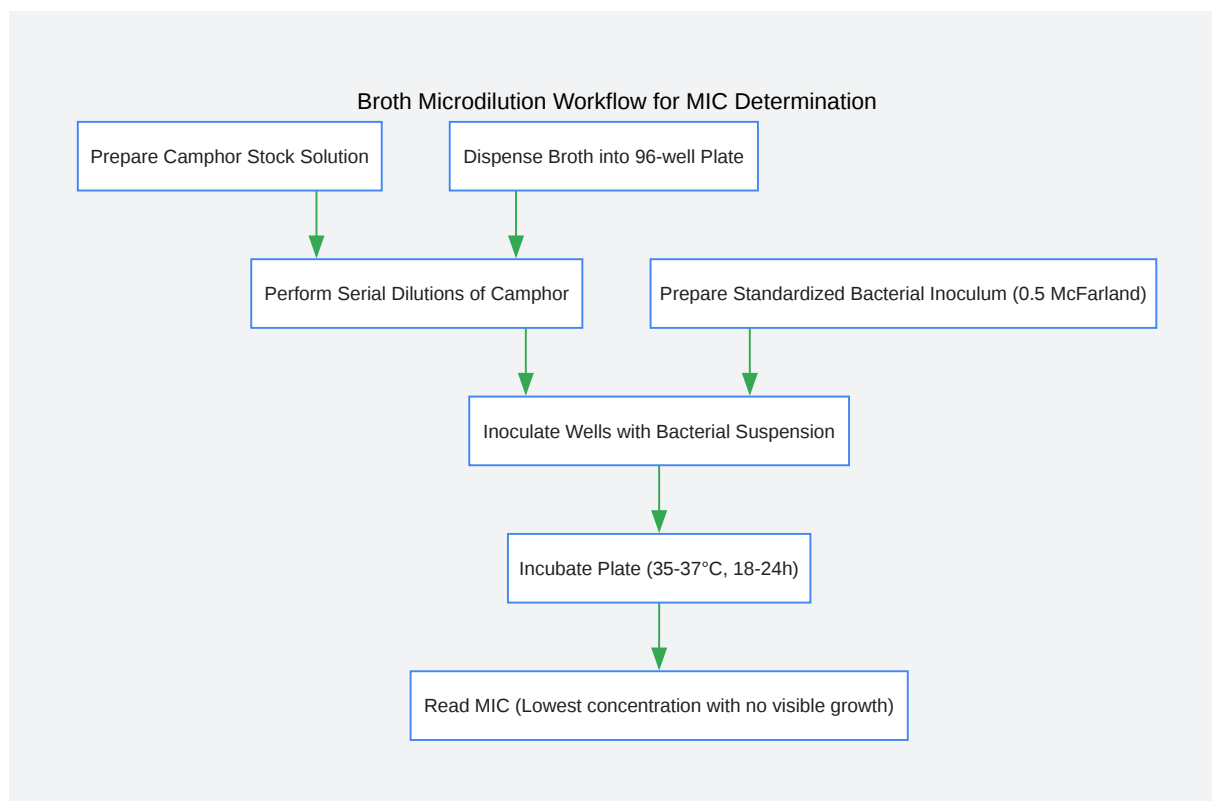 Broth Microdilution Workflow for MIC Determination
Prepare Camphor Stock Solution
Dispense Broth into 96-well Plate
Perform Serial Dilutions of Camphor
Prepare Standardized Bacterial Inoculum (0.5 McFarland)
Inoculate Wells with Bacterial Suspension
Incubate Plate (35-37°C, 18-24h)
Read MIC (Lowest concentration with no visible growth)